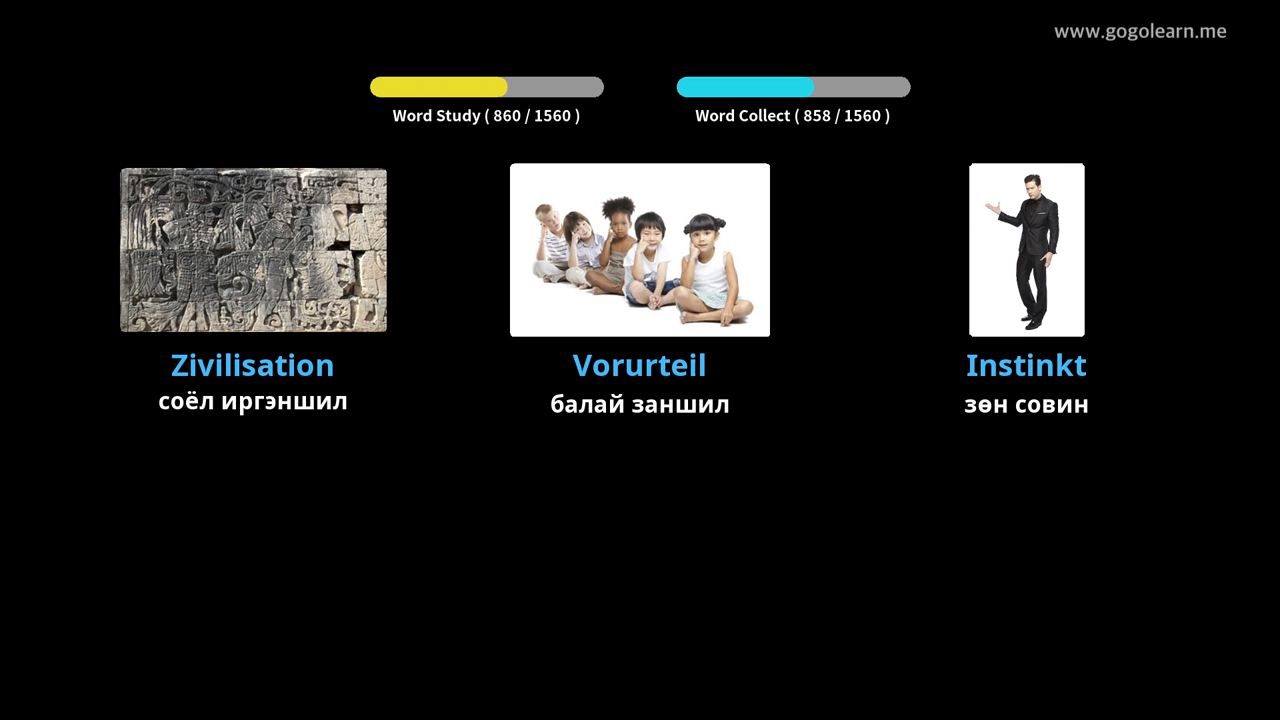 www.gogolearn.me
Word Study ( 860 / 1560 )
Word Collect ( 858 / 1560 )
Zivilisation
соёл иргэншил
Vorurteil
балай заншил
Instinkt
зөн совин